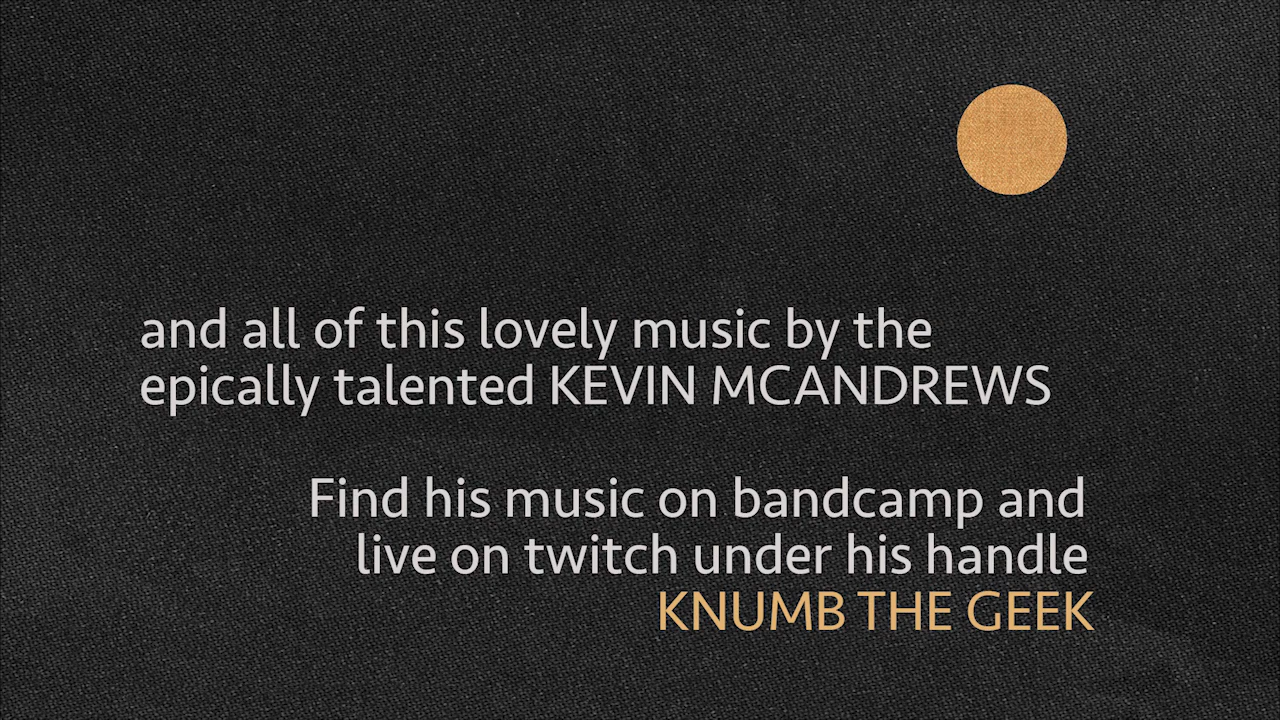 and all of this lovely music by the
epically talented KEVIN MCANDREWS
Find his music on bandcamp and
live on twitch under his handle
KNUMB THE GEEK